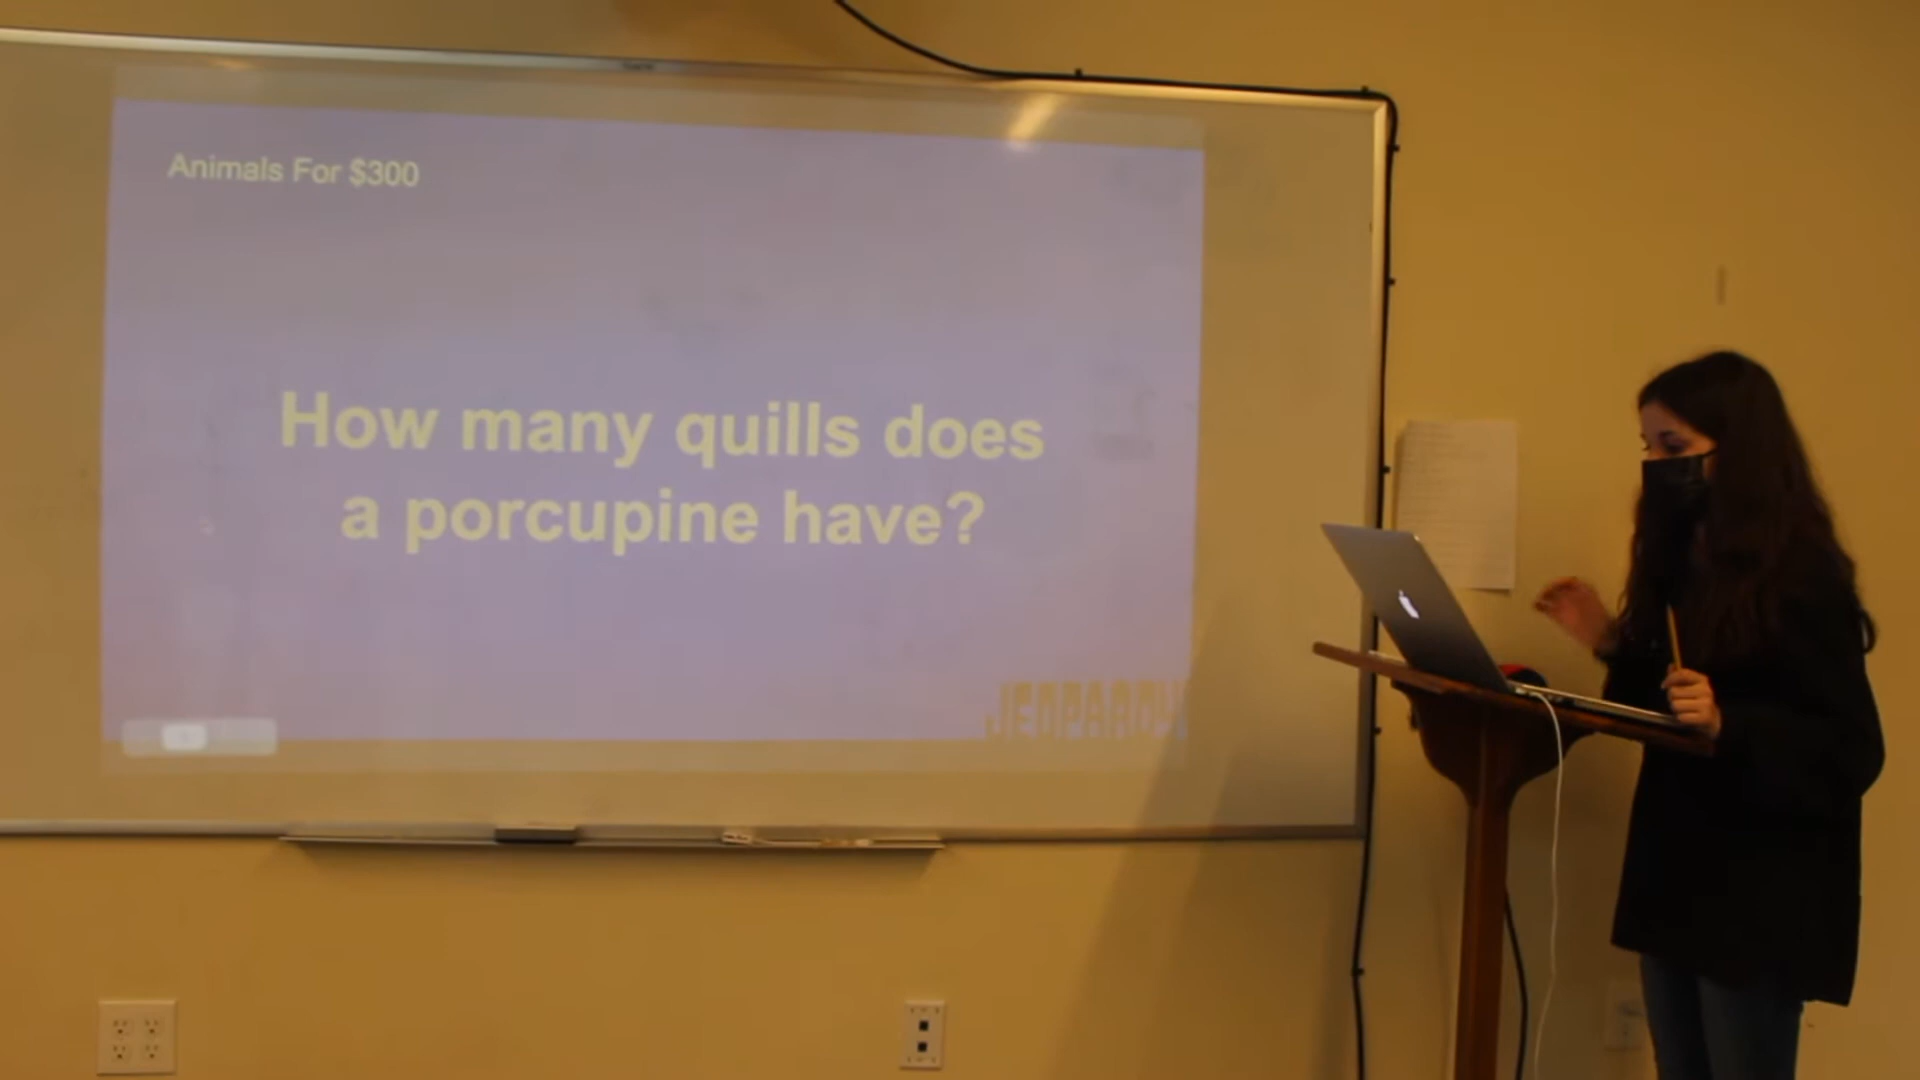 Animals For $300
How many quills does
a porcupine have?
JEOPARDY!